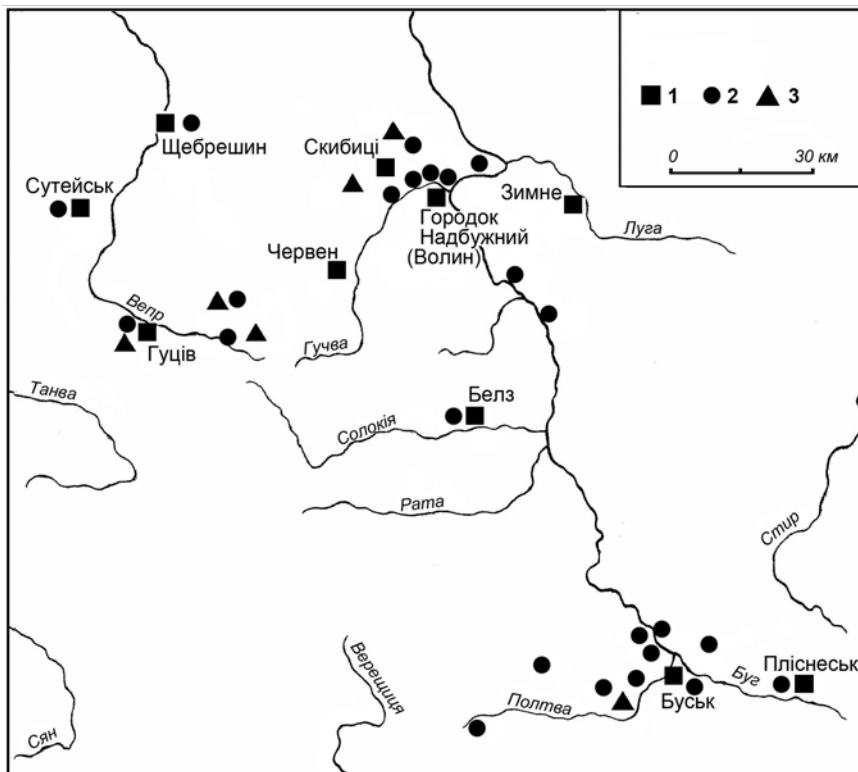 1 2 3
0 30 км
Щебрешин
Скибиці
Сутейськ
Зимне
Городок
Надбужний
(Волин)
Луга
Червен
Вепр
Гучва
Гуців
Танва
Белз
Солокія
Рата
Стир
Верещиця
Сян
Полтва
Буськ
Буг
Пліснеськ